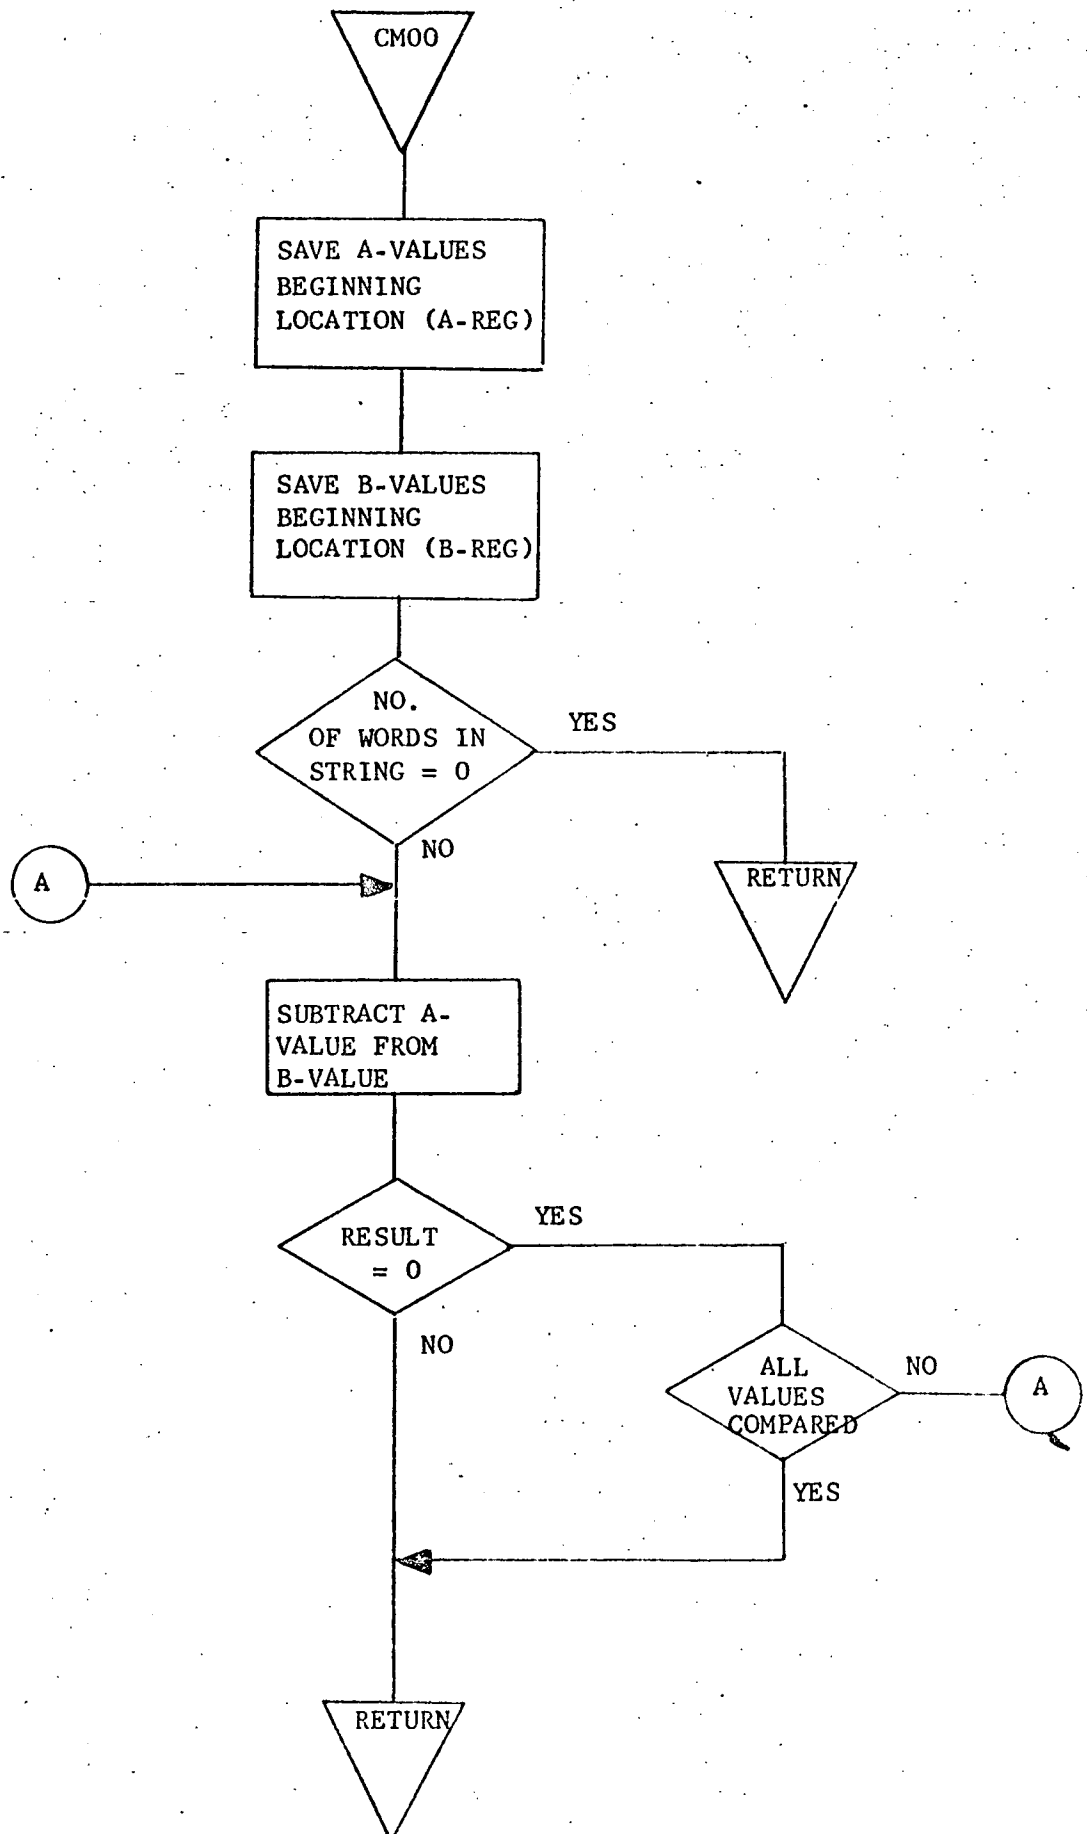 CM00
SAVE A-VALUES
BEGINNING
LOCATION (A-REG)
SAVE B-VALUES
BEGINNING
LOCATION (B-REG)
NO.
OF WORDS IN
STRING = 0
YES
NO
A
RETURN
SUBTRACT A-
VALUE FROM
B-VALUE
RESULT
= 0
YES
NO
ALL
VALUES
COMPARED
NO
A
YES
RETURN